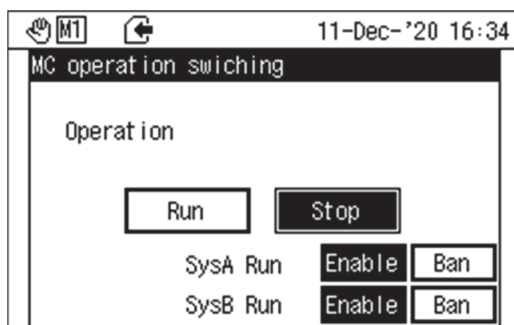 M1 11-Dec-'20 16:34
MC operation swiching
Operation
Run Stop
SysA Run Enable Ban
SysB Run Enable Ban